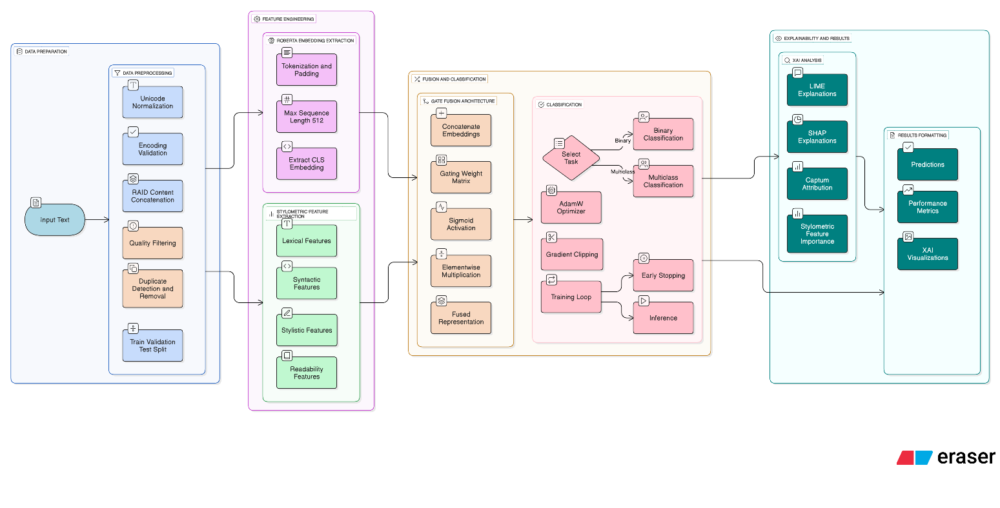 DATA PREPARATION
DATA PREPROCESSING
Unicode
Normalization
Encoding
Validation
RAID Content
Concatenation
Input Text
Quality Filtering
Duplicate
Detection and
Removal
Train Validation
Test Split
FEATURE ENGINEERING
ROBERTA EMBEDDING EXTRACTION
Tokenization and
Padding
Max Sequence
Length 512
Extract CLS
Embedding
STYLOMETRIC FEATURE
EXTRACTION
Lexical Features
Syntactic
Features
Stylistic Features
Readability
Features
FUSION AND CLASSIFICATION
GATE FUSION ARCHITECTURE
Concatenate
Embeddings
Gating Weight
Matrix
Sigmoid
Activation
Elementwise
Multiplication
Fused
Representation
CLASSIFICATION
Select
Task
Binary
Multiclass
Binary
Classification
Multiclass
Classification
AdamW
Optimizer
Gradient Clipping
Training Loop
Early Stopping
Inference
EXPLAINABILITY AND RESULTS
XAI ANALYSIS
LIME
Explanations
SHAP
Explanations
Captum
Attribution
Stylometric
Feature
Importance
RESULTS FORMATTING
Predictions
Performance
Metrics
XAI
Visualizations
eraser